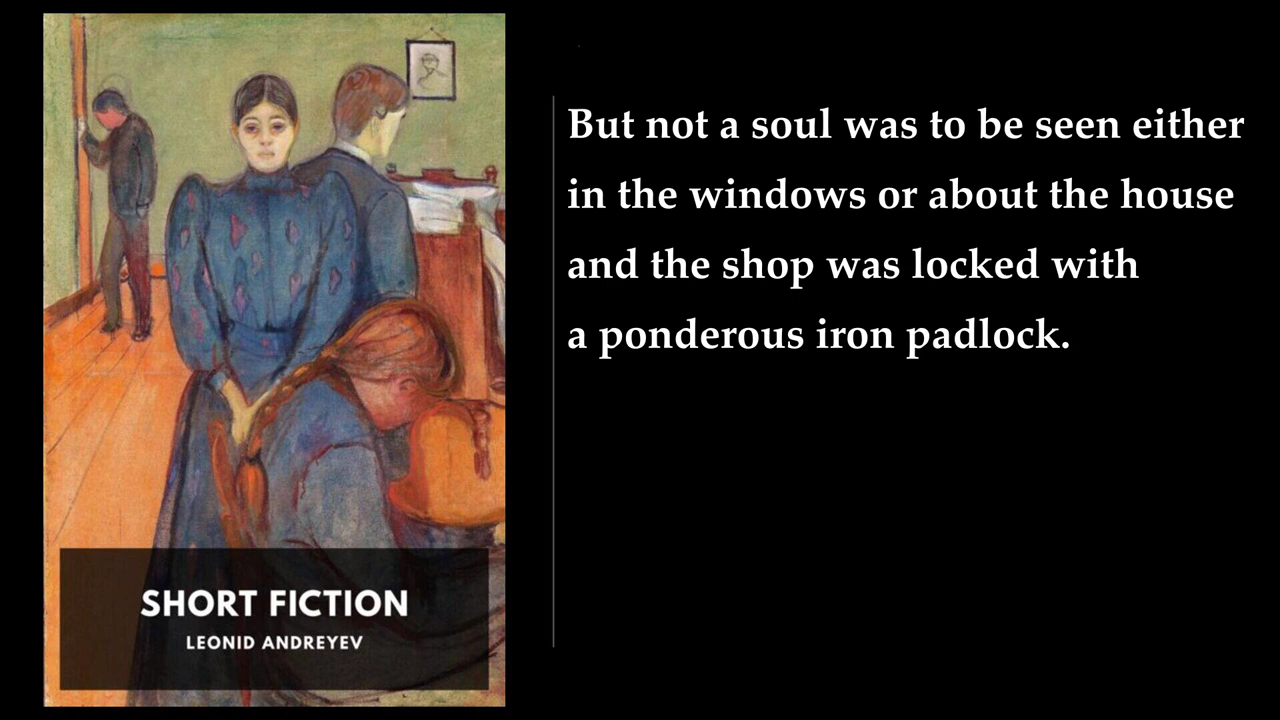 SHORT FICTION
LEONID ANDREYEV
But not a soul was to be seen either
in the windows or about the house
and the shop was locked with
a ponderous iron padlock.